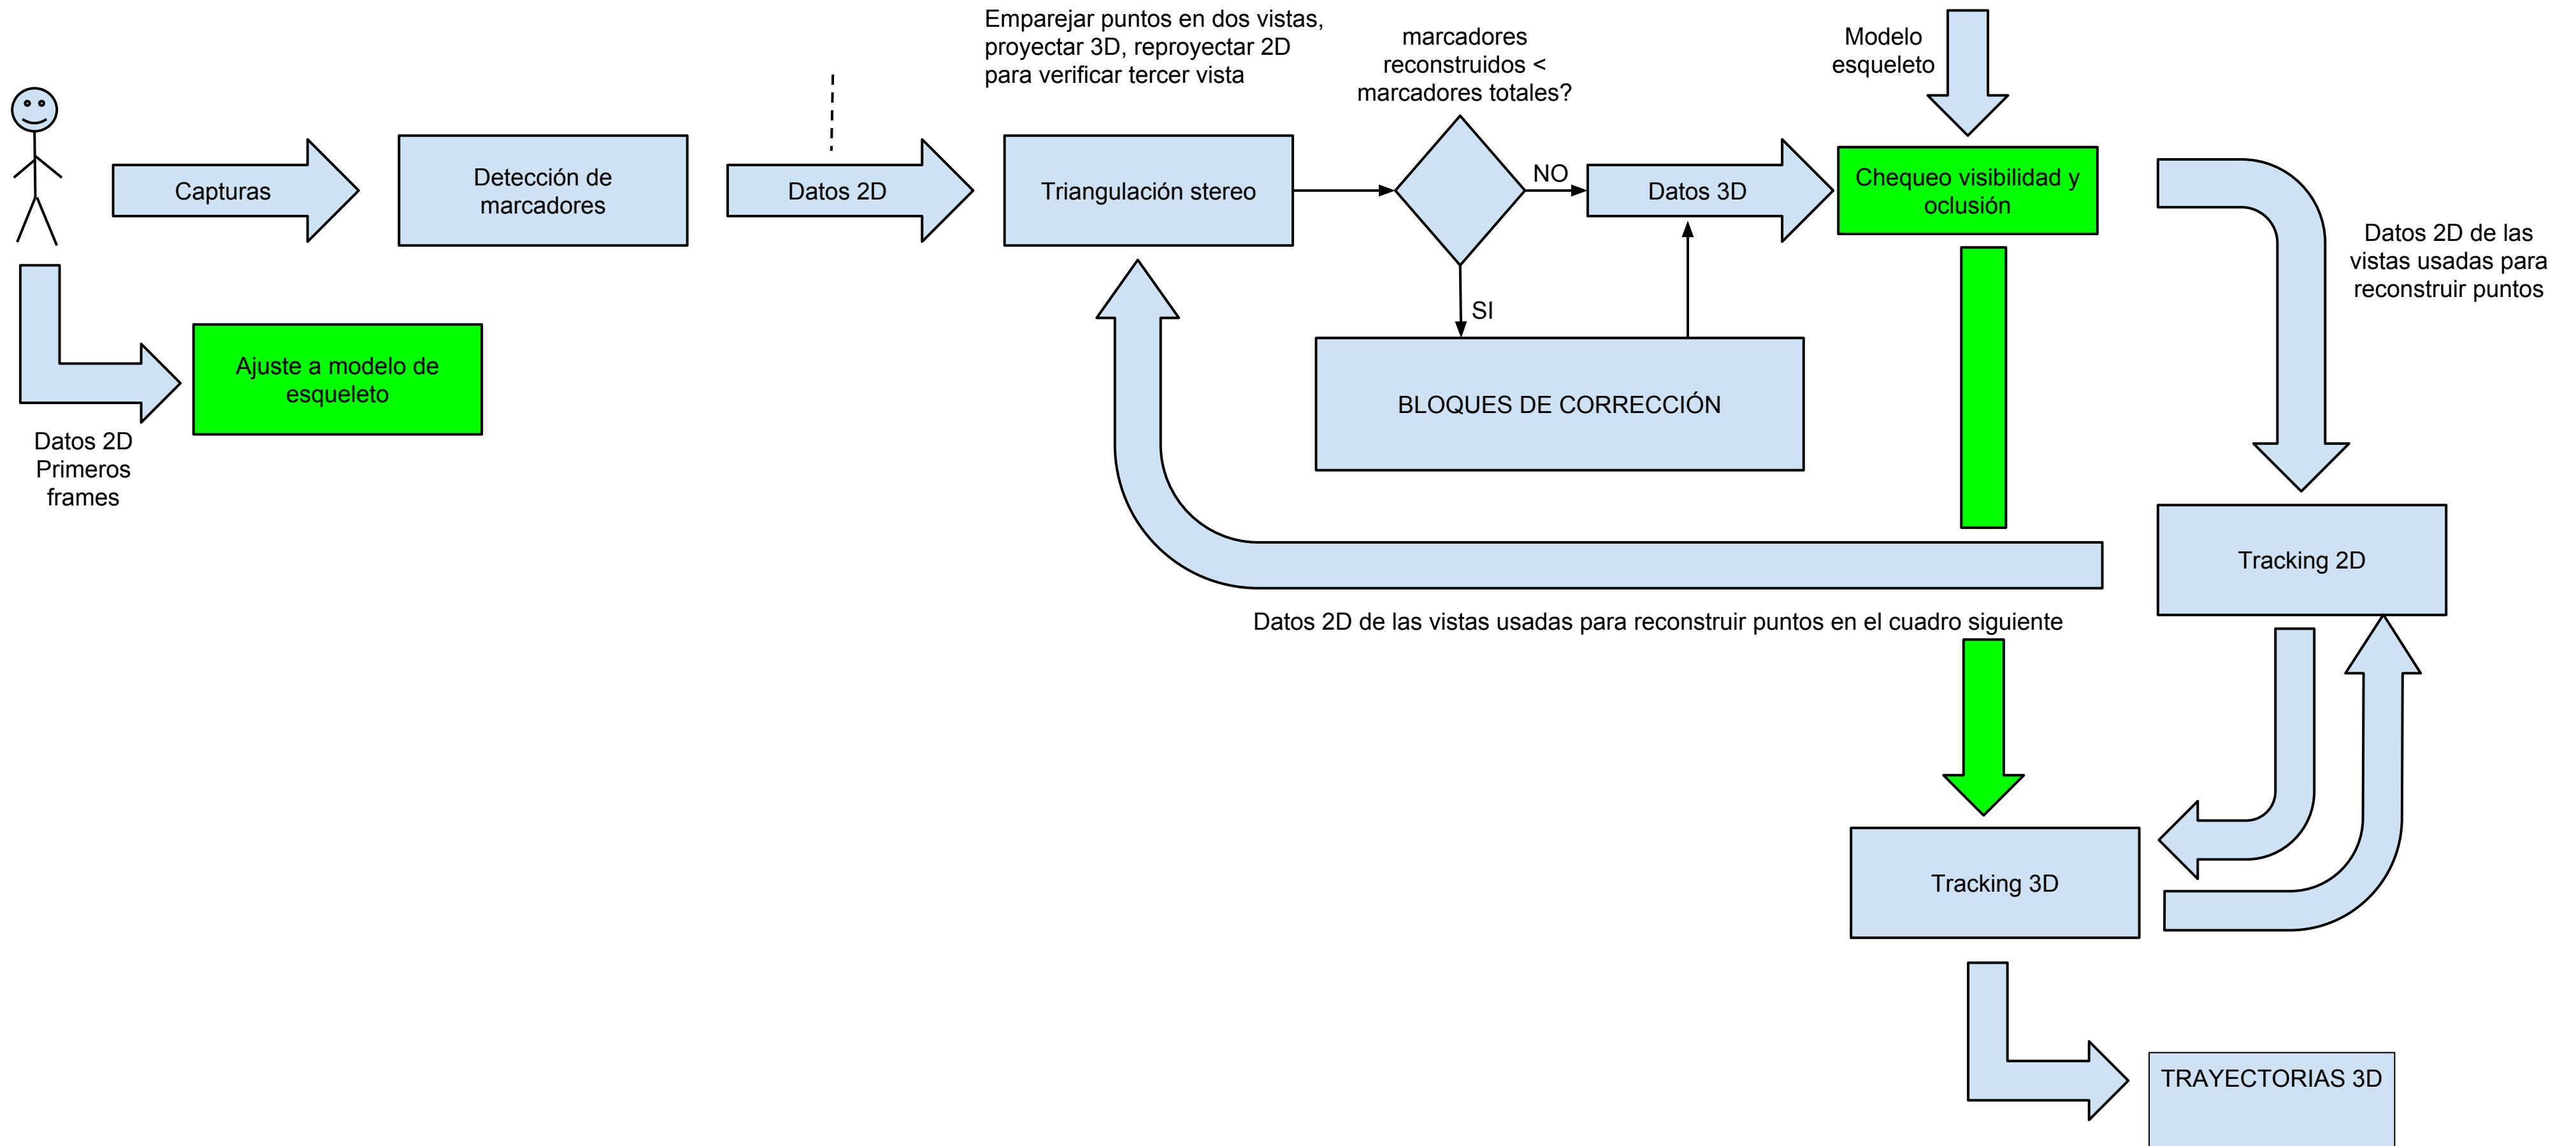 Emparejar puntos en dos vistas,
proyectar 3D, reproyectar 2D
para verificar tercer vista
marcadores
reconstruidos <
marcadores totales?
Modelo
esqueleto
Capturas
Detección de
marcadores
Datos 2D
Triangulación stereo
NO
Datos 3D
Chequeo visibilidad y
oclusión
Datos 2D de las
vistas usadas para
reconstruir puntos
SI
Ajuste a modelo de
esqueleto
BLOQUES DE CORRECCIÓN
Datos 2D
Primeros
frames
Tracking 2D
Datos 2D de las vistas usadas para reconstruir puntos en el cuadro siguiente
Tracking 3D
TRAYECTORIAS 3D